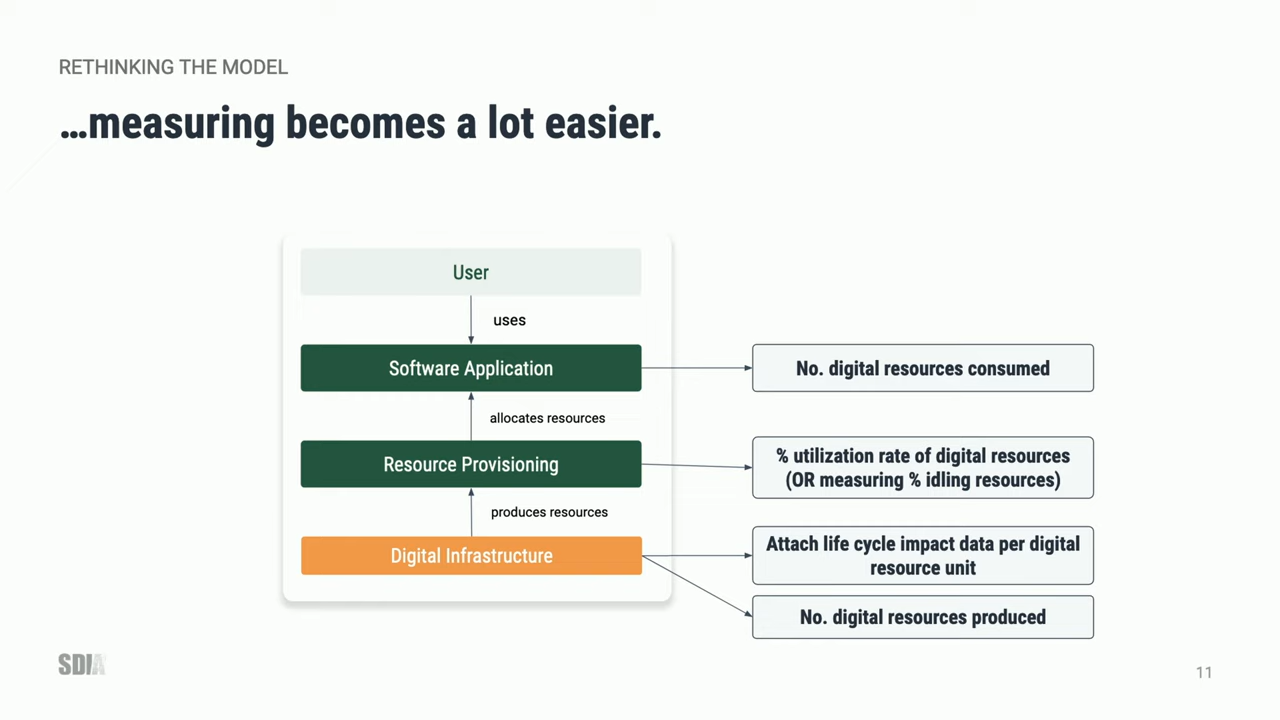 RETHINKING THE MODEL
…measuring becomes a lot easier.
User
uses
Software Application
No. digital resources consumed
allocates resources
Resource Provisioning
% utilization rate of digital resources
(OR measuring % idling resources)
produces resources
Digital Infrastructure
Attach life cycle impact data per digital
resource unit
No. digital resources produced
SDIA
11